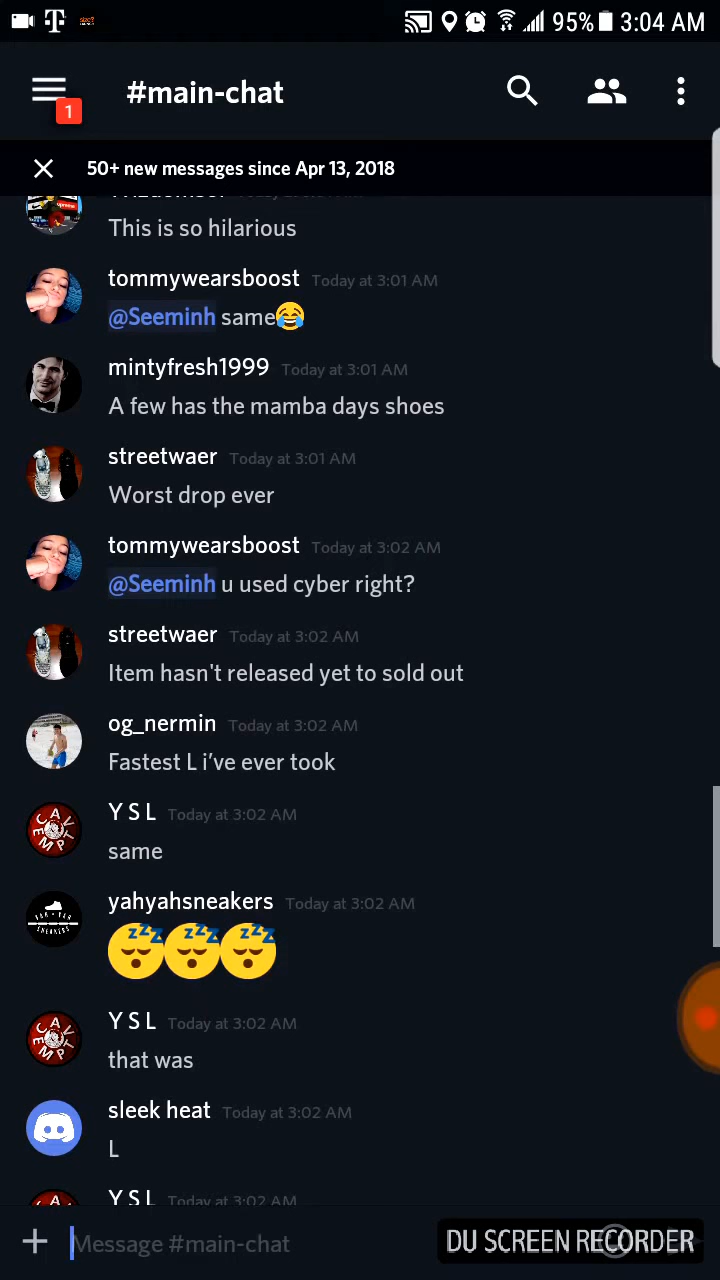 95% 3:04 AM
1
#main-chat
50+ new messages since Apr 13, 2018
This is so hilarious
tommywearsboost Today at 3:01 AM
@Seeminh same😂
mintyfresh1999 Today at 3:01 AM
A few has the mamba days shoes
streetwaer Today at 3:01 AM
Worst drop ever
tommywearsboost Today at 3:02 AM
@Seeminh u used cyber right?
streetwaer Today at 3:02 AM
Item hasn't released yet to sold out
og_nermin Today at 3:02 AM
Fastest L i've ever took
Y S L Today at 3:02 AM
same
yahyahsneakers Today at 3:02 AM
😴😴😴
Y S L Today at 3:02 AM
that was
sleek heat Today at 3:02 AM
L
Y S L Today at 3:02 AM
Message #main-chat
DU SCREEN RECORDER